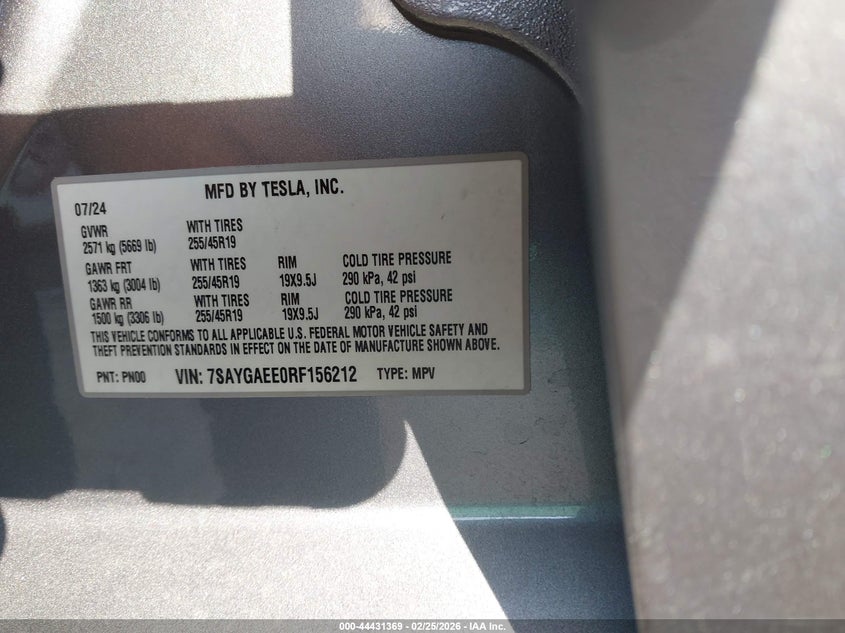 MFD BY TESLA, INC.
07/24
GVWR WITH TIRES
2571 kg (5669 lb) 255/45R19
GAWR FRT WITH TIRES RIM COLD TIRE PRESSURE
1363 kg (3004 lb) 255/45R19 19X9.5J 290 kPa, 42 psi
GAWR RR WITH TIRES RIM COLD TIRE PRESSURE
1500 kg (3306 lb) 255/45R19 19X9.5J 290 kPa, 42 psi
THIS VEHICLE CONFORMS TO ALL APPLICABLE U.S. FEDERAL MOTOR VEHICLE SAFETY AND
THEFT PREVENTION STANDARDS IN EFFECT ON THE DATE OF MANUFACTURE SHOWN ABOVE.
PNT: PN00 VIN: 7SAYGAEE0RF156212 TYPE: MPV
000-44431369 - 02/25/2026 - IAA Inc.